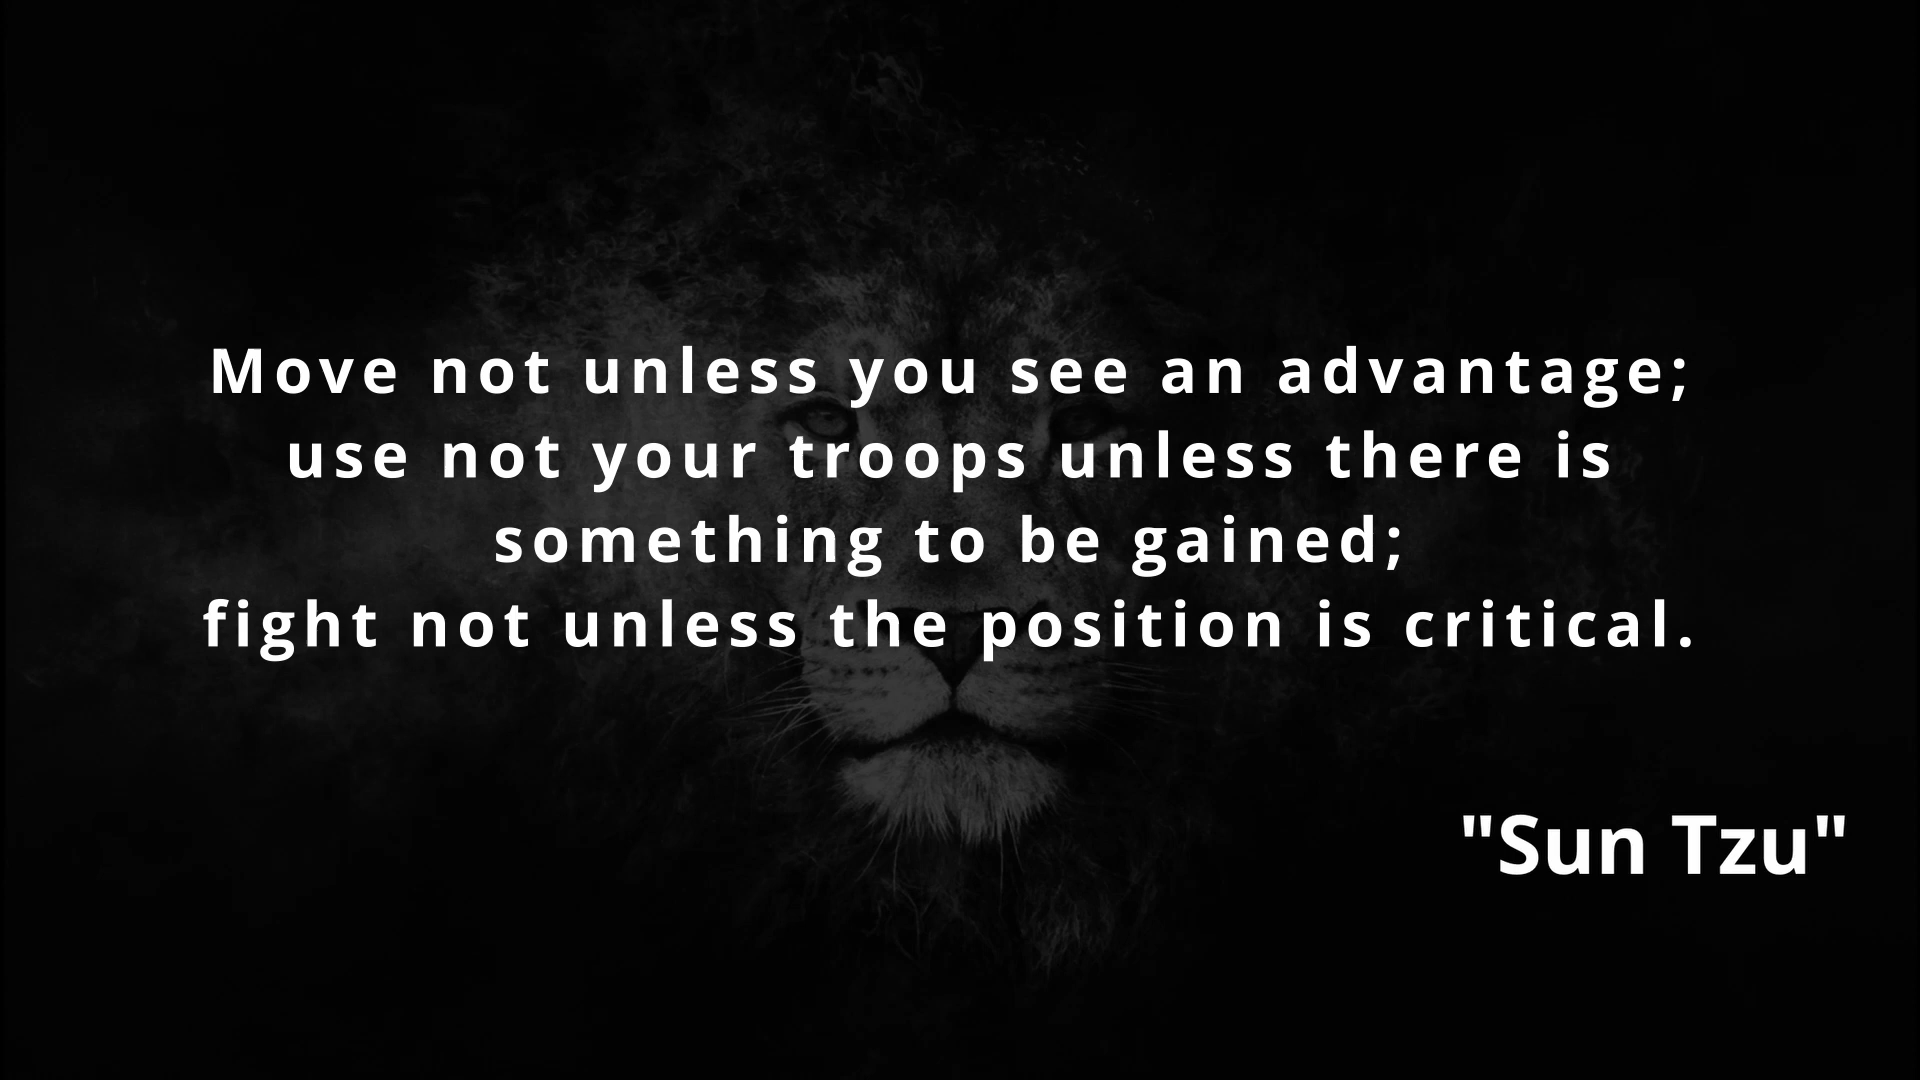 Move not unless you see an advantage;
use not your troops unless there is
something to be gained;
fight not unless the position is critical.
"Sun Tzu"